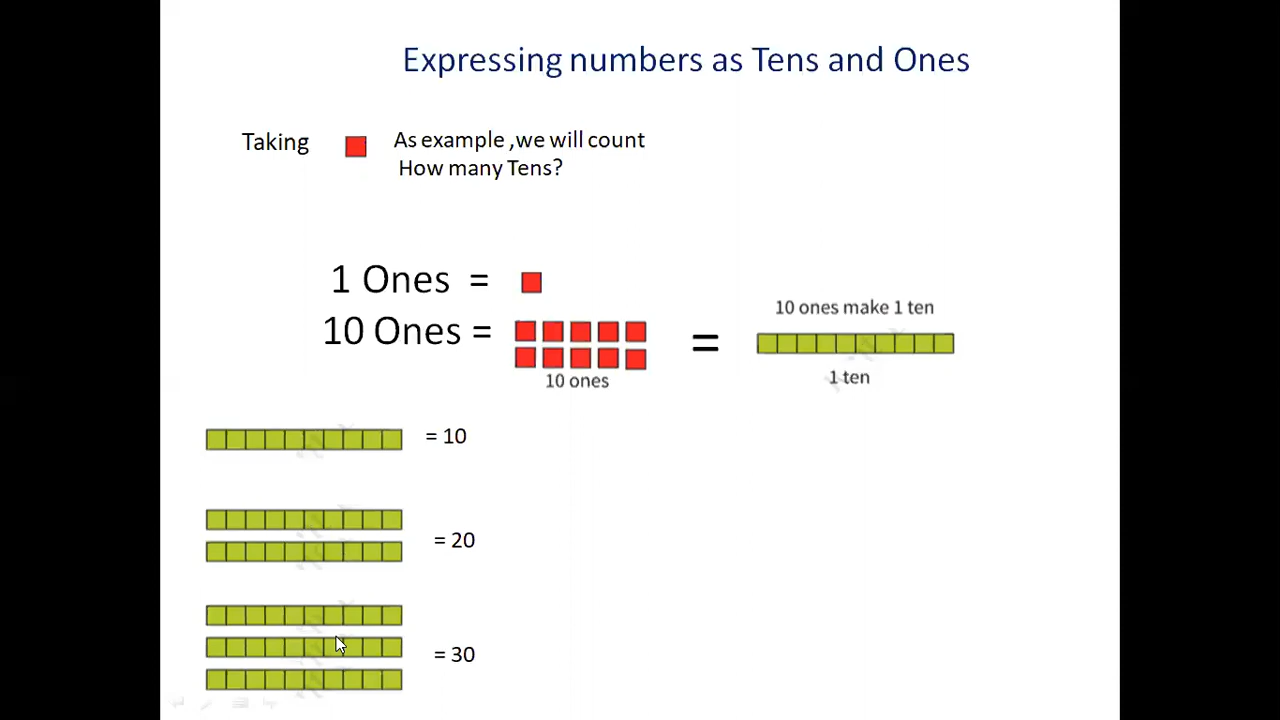 Expressing numbers as Tens and Ones
Taking
As example ,we will count
How many Tens?
1 Ones =
10 Ones =
10 ones
=
10 ones make 1 ten
1 ten
= 10
= 20
= 30